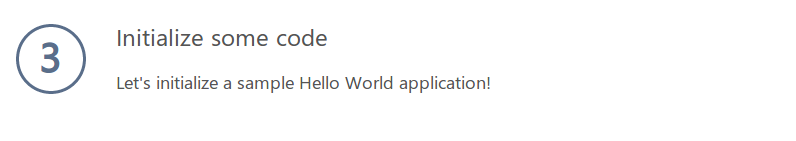 3
Initialize some code
Let's initialize a sample Hello World application!